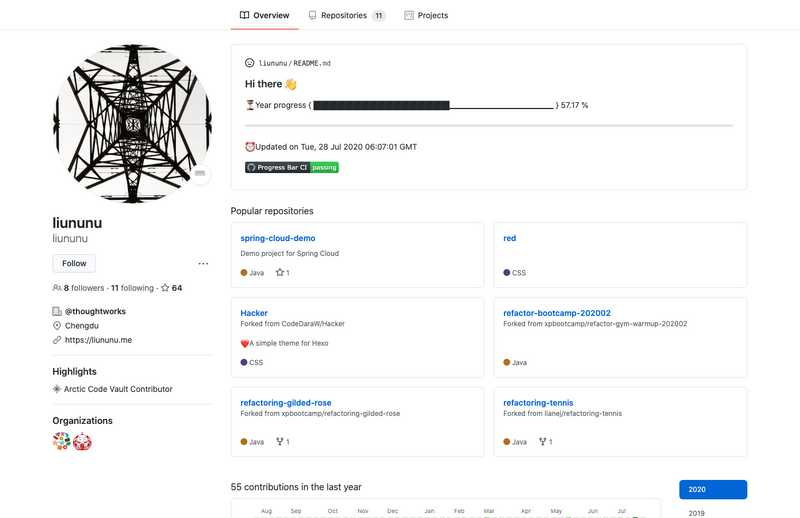 Overview
Repositories 11
Projects
liununu / README.md
Hi there 👋
⏳Year progress { ██████████████████▁▁▁▁▁▁▁▁▁▁▁▁▁ } 57.17 %
⏰Updated on Tue, 28 Jul 2020 06:07:01 GMT
Progress Bar CI passing
liununu
liununu
Follow
...
8 followers · 11 following · 64
@thoughtworks
Chengdu
https://liununu.me
Highlights
Arctic Code Vault Contributor
Organizations
Popular repositories
spring-cloud-demo
Demo project for Spring Cloud
Java 1
red
CSS
Hacker
Forked from CodeDaraW/Hacker
❤️A simple theme for Hexo
CSS
refactor-bootcamp-202002
Forked from xpbootcamp/refactor-gym-warmup-202002
Java
refactoring-gilded-rose
Forked from xpbootcamp/refactoring-gilded-rose
Java 1
refactoring-tennis
Forked from lianej/refactoring-tennis
Java 1
55 contributions in the last year
Aug Sep Oct Nov Dec Jan Feb Mar Apr May Jun Jul
2020
2019